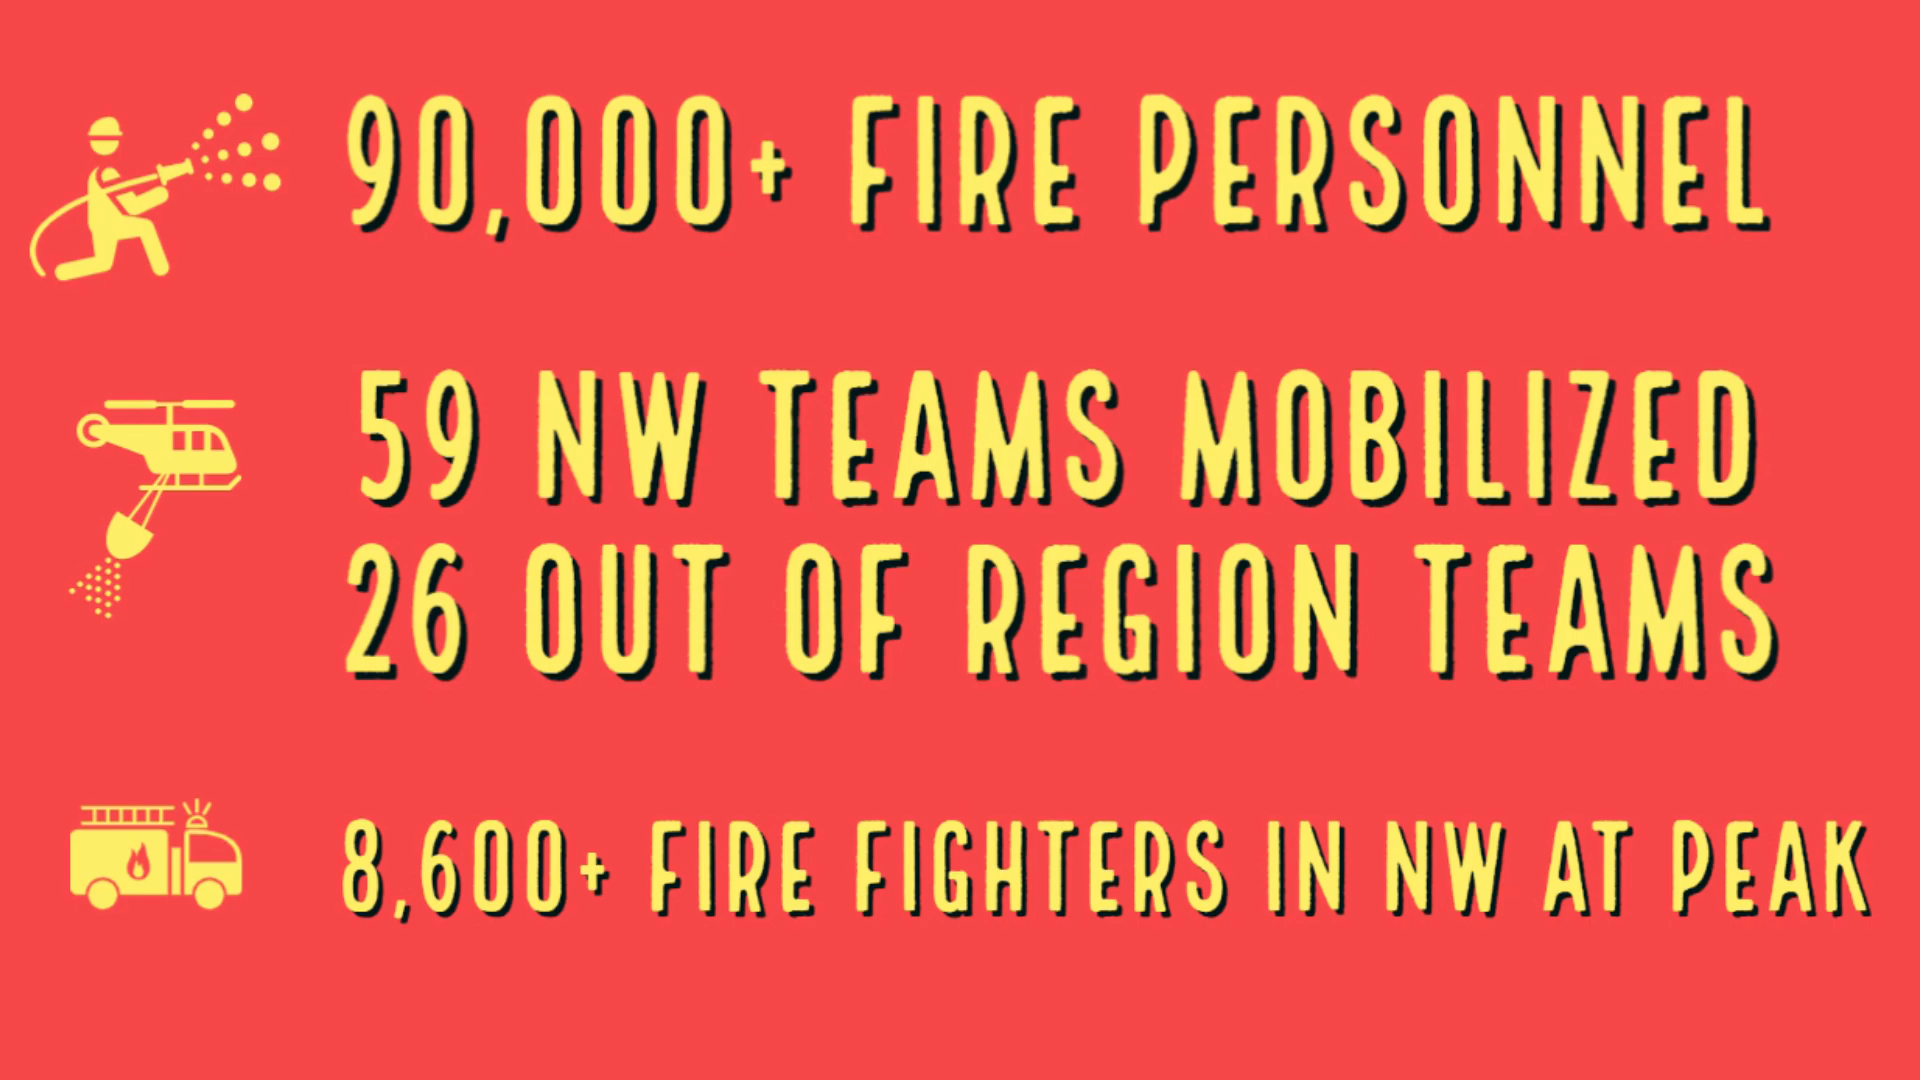 90,000+ FIRE PERSONNEL
59 NW TEAMS MOBILIZED
26 OUT OF REGION TEAMS
8,600+ FIRE FIGHTERS IN NW AT PEAK